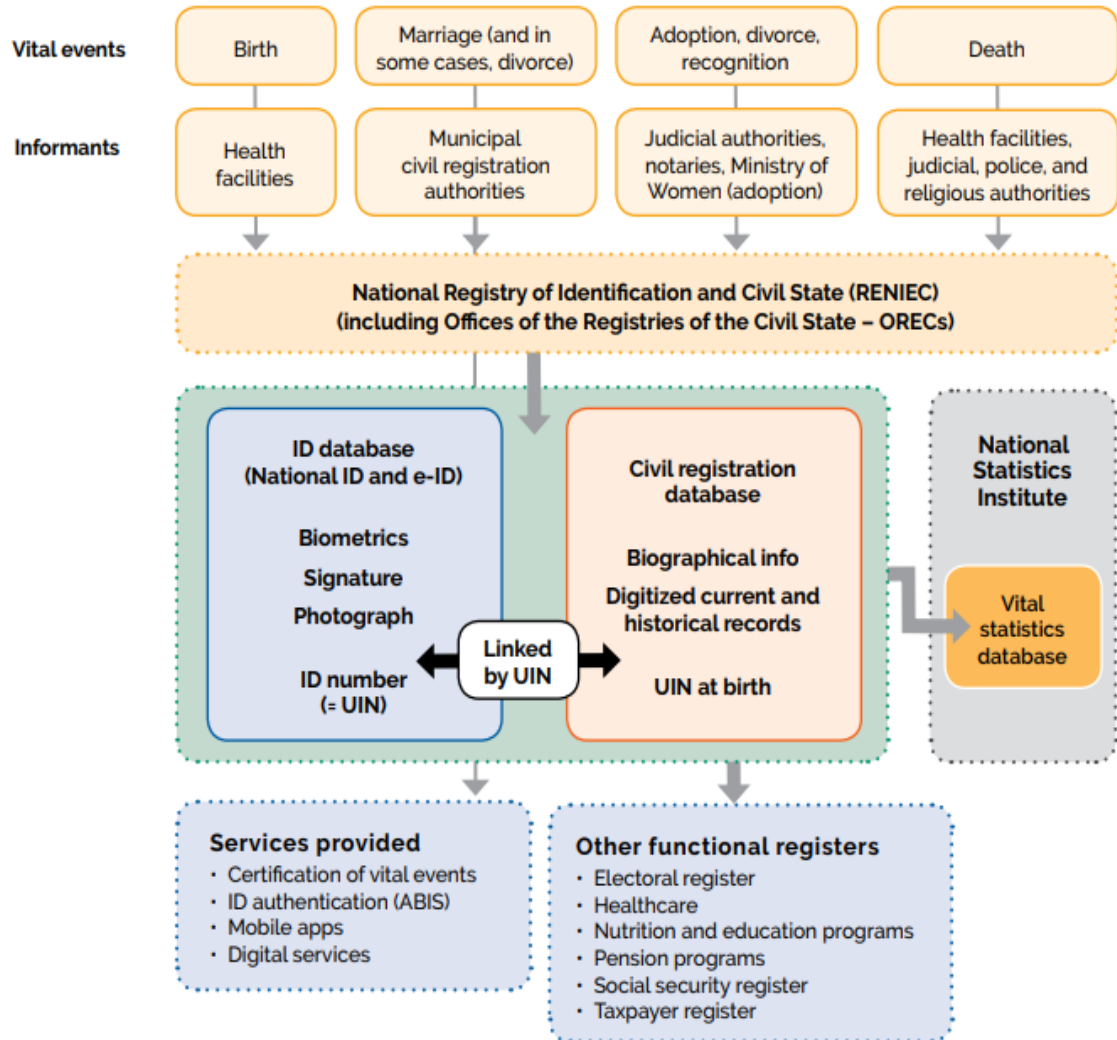 Vital events
Birth
Marriage (and in
some cases, divorce)
Adoption, divorce,
recognition
Death
Informants
Health
facilities
Municipal
civil registration
authorities
Judicial authorities,
notaries, Ministry of
Women (adoption)
Health facilities,
judicial, police, and
religious authorities
National Registry of Identification and Civil State (RENIEC)
(including Offices of the Registries of the Civil State – ORECs)
ID database
(National ID and e-ID)
Biometrics
Signature
Photograph
ID number
(= UIN)
Linked
by UIN
Civil registration
database
Biographical info
Digitized current and
historical records
UIN at birth
National
Statistics
Institute
Vital
statistics
database
Services provided
• Certification of vital events
• ID authentication (ABIS)
• Mobile apps
• Digital services
Other functional registers
• Electoral register
• Healthcare
• Nutrition and education programs
• Pension programs
• Social security register
• Taxpayer register